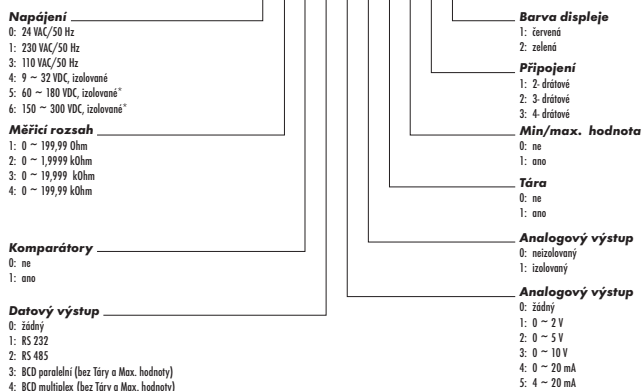 Napájení
0: 24 VAC/50 Hz
1: 230 VAC/50 Hz
3: 110 VAC/50 Hz
4: 9 ~ 32 VDC, izolované
5: 60 ~ 180 VDC, izolované*
6: 150 ~ 300 VDC, izolované*
Měřicí rozsah
1: 0 ~ 199,99 Ohm
2: 0 ~ 1,9999 kOhm
3: 0 ~ 19,999 kOhm
4: 0 ~ 199,99 kOhm
Komparátory
0: ne
1: ano
Datový výstup
0: žádný
1: RS 232
2: RS 485
3: BCD paralelní (bez Táry a Max. hodnoty)
4: BCD multiplex (bez Táry a Max. hodnoty)
Barva displeje
1: červená
2: zelená
Připojení
1: 2- drátové
2: 3- drátové
3: 4- drátové
Min/max. hodnota
0: ne
1: ano
Tára
0: ne
1: ano
Analogový výstup
0: neizolovaný
1: izolovaný
Analogový výstup
0: žádný
1: 0 ~ 2 V
2: 0 ~ 5 V
3: 0 ~ 10 V
4: 0 ~ 20 mA
5: 4 ~ 20 mA